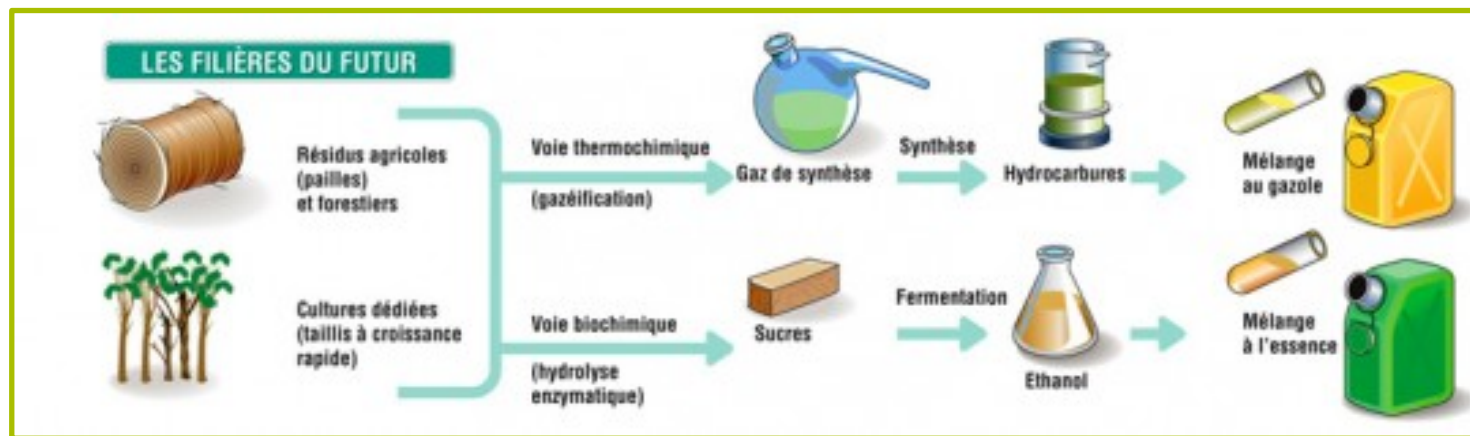 LES FILIÈRES DU FUTUR
Résidus agricoles
(pailles)
et forestiers
Voie thermochimique
(gazéification)
Gaz de synthèse
Synthèse
Hydrocarbures
Mélange
au gazole
Cultures dédiées
(taillis à croissance
rapide)
Voie biochimique
(hydrolyse
enzymatique)
Sucres
Fermentation
Ethanol
Mélange
à l'essence